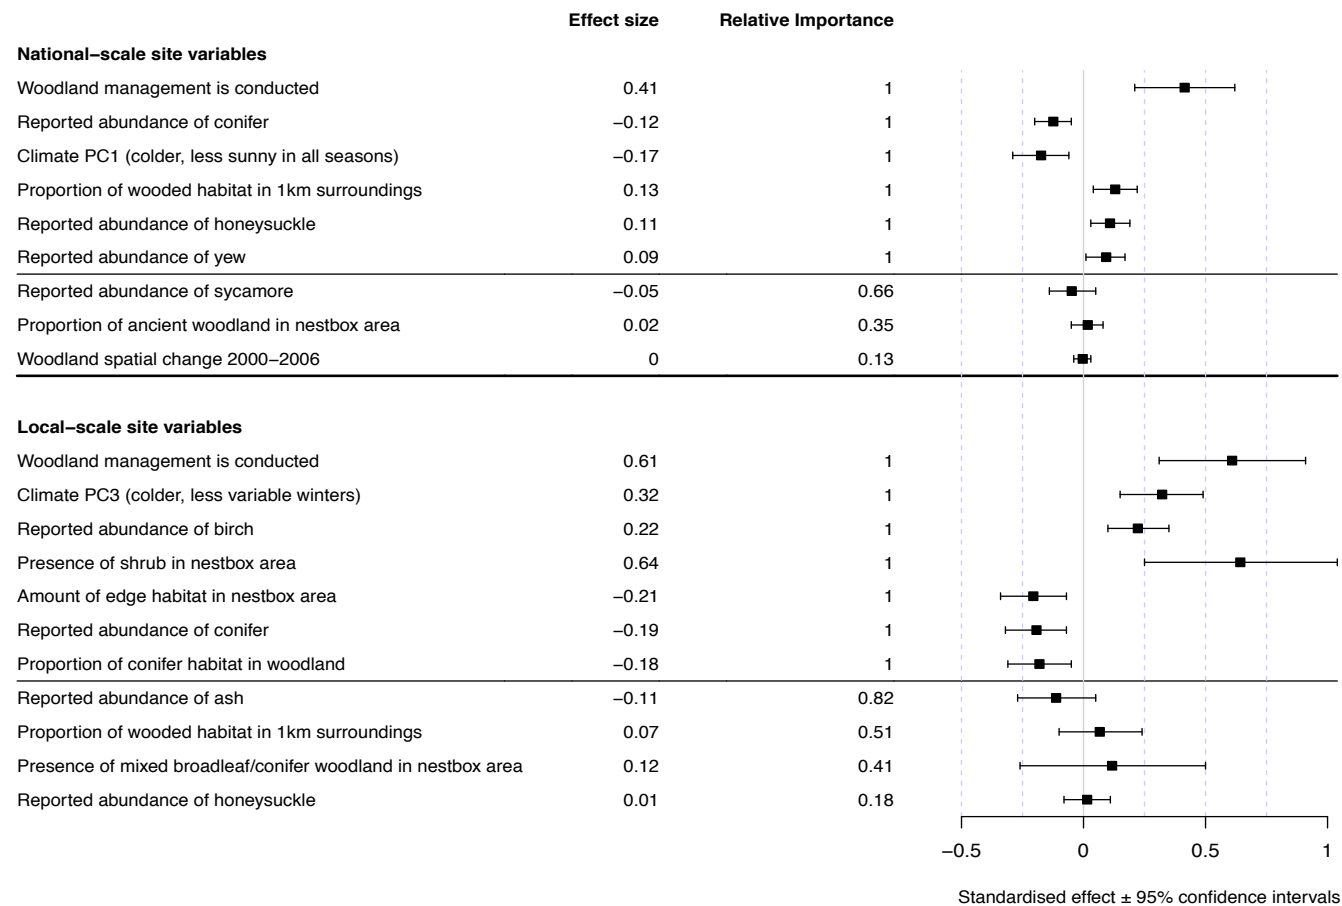 Effect size Relative Importance
National−scale site variables
Woodland management is conducted 0.41 1
Reported abundance of conifer −0.12 1
Climate PC1 (colder, less sunny in all seasons) −0.17 1
Proportion of wooded habitat in 1km surroundings 0.13 1
Reported abundance of honeysuckle 0.11 1
Reported abundance of yew 0.09 1
Reported abundance of sycamore −0.05 0.66
Proportion of ancient woodland in nestbox area 0.02 0.35
Woodland spatial change 2000−2006 0 0.13
Local−scale site variables
Woodland management is conducted 0.61 1
Climate PC3 (colder, less variable winters) 0.32 1
Reported abundance of birch 0.22 1
Presence of shrub in nestbox area 0.64 1
Amount of edge habitat in nestbox area −0.21 1
Reported abundance of conifer −0.19 1
Proportion of conifer habitat in woodland −0.18 1
Reported abundance of ash −0.11 0.82
Proportion of wooded habitat in 1km surroundings 0.07 0.51
Presence of mixed broadleaf/conifer woodland in nestbox area 0.12 0.41
Reported abundance of honeysuckle 0.01 0.18
−0.5 0 0.5 1
Standardised effect ± 95% confidence intervals